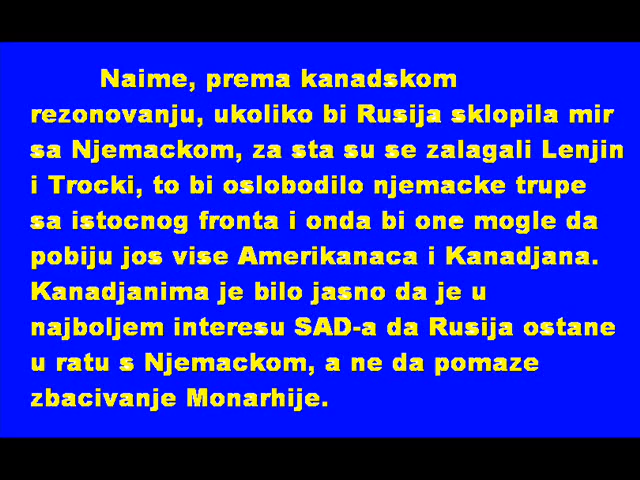 Naime, prema kanadskom
rezonovanju, ukoliko bi Rusija sklopila mir
sa Njemackom, za sta su se zalagali Lenjin
i Trocki, to bi oslobodilo njemacke trupe
sa istocnog fronta i onda bi one mogle da
pobiju jos vise Amerikanaca i Kanadjana.
Kanadjanima je bilo jasno da je u
najboljem interesu SAD-a da Rusija ostane
u ratu s Njemackom, a ne da pomaze
zbacivanje Monarhije.